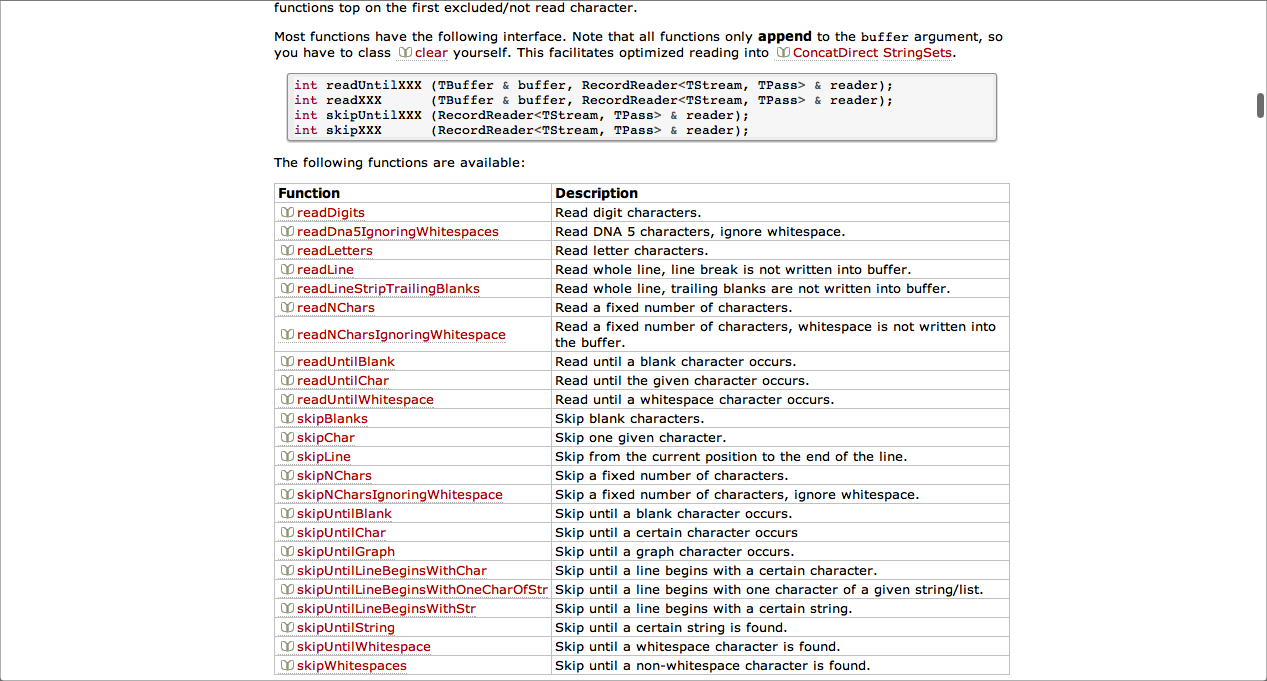 functions top on the first excluded/not read character.
Most functions have the following interface. Note that all functions only append to the buffer argument, so
you have to class clear yourself. This facilitates optimized reading into ConcatDirect StringSets.
int readUntilXXX (TBuffer & buffer, RecordReader<TStream, TPass> & reader);
int readXXX      (TBuffer & buffer, RecordReader<TStream, TPass> & reader);
int skipUntilXXX (RecordReader<TStream, TPass> & reader);
int skipXXX      (RecordReader<TStream, TPass> & reader);
The following functions are available:
Function Description
readDigits Read digit characters.
readDna5IgnoringWhitespaces Read DNA 5 characters, ignore whitespace.
readLetters Read letter characters.
readLine Read whole line, line break is not written into buffer.
readLineStripTrailingBlanks Read whole line, trailing blanks are not written into buffer.
readNChars Read a fixed number of characters.
readNCharsIgnoringWhitespace Read a fixed number of characters, whitespace is not written into
the buffer.
readUntilBlank Read until a blank character occurs.
readUntilChar Read until the given character occurs.
readUntilWhitespace Read until a whitespace character occurs.
skipBlanks Skip blank characters.
skipChar Skip one given character.
skipLine Skip from the current position to the end of the line.
skipNChars Skip a fixed number of characters.
skipNCharsIgnoringWhitespace Skip a fixed number of characters, ignore whitespace.
skipUntilBlank Skip until a blank character occurs.
skipUntilChar Skip until a certain character occurs
skipUntilGraph Skip until a graph character occurs.
skipUntilLineBeginsWithChar Skip until a line begins with a certain character.
skipUntilLineBeginsWithOneCharOfStr Skip until a line begins with one character of a given string/list.
skipUntilLineBeginsWithStr Skip until a line begins with a certain string.
skipUntilString Skip until a certain string is found.
skipUntilWhitespace Skip until a whitespace character is found.
skipWhitespaces Skip until a non-whitespace character is found.